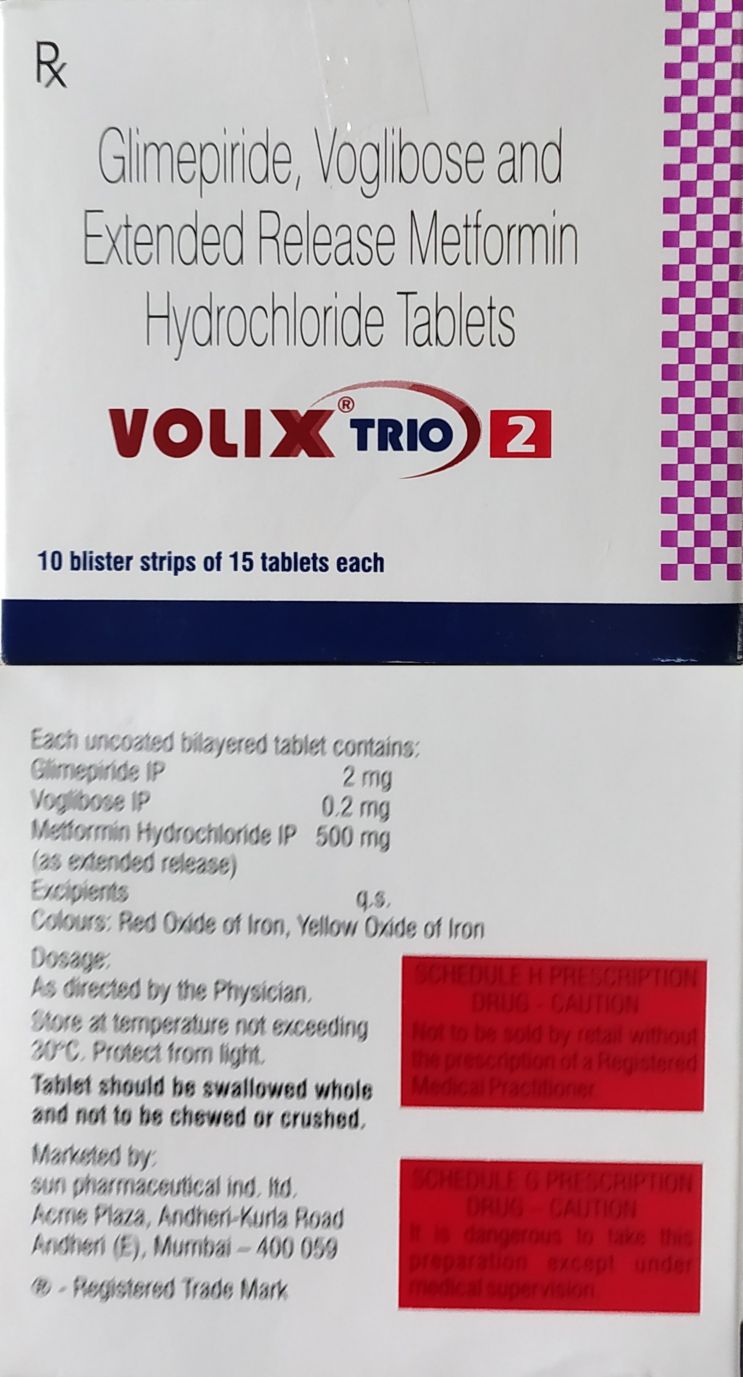 Rx
Glimepiride, Voglibose and
Extended Release Metformin
Hydrochloride Tablets
VOLIX® TRIO 2
10 blister strips of 15 tablets each
Each uncoated bilayered tablet contains:
Glimepiride IP 2 mg
Voglibose IP 0.2 mg
Metformin Hydrochloride IP 500 mg
(as extended release)
Excipients q.s.
Colours: Red Oxide of Iron, Yellow Oxide of Iron
Dosage:
As directed by the Physician.
Store at temperature not exceeding
30°C. Protect from light.
Tablet should be swallowed whole
and not to be chewed or crushed.
Marketed by:
sun pharmaceutical ind. ltd.
Acme Plaza, Andheri-Kurla Road
Andheri (E), Mumbai – 400 059
® - Registered Trade Mark
SCHEDULE H PRESCRIPTION
DRUG - CAUTION
Not to be sold by retail without
the prescription of a Registered
Medical Practitioner.
SCHEDULE G PRESCRIPTION
DRUG – CAUTION
It is dangerous to take this
preparation except under
medical supervision.